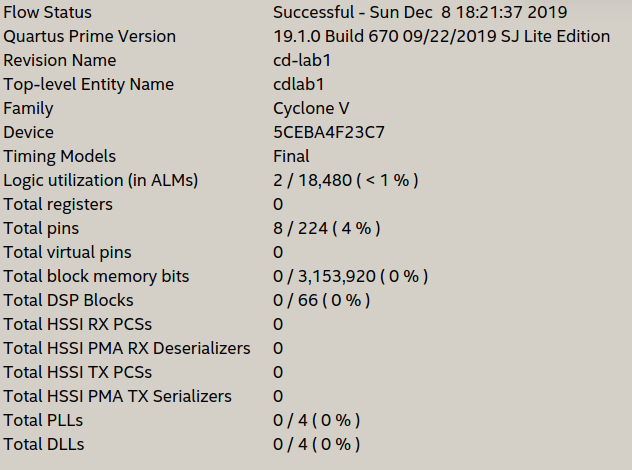 Flow Status Successful - Sun Dec 8 18:21:37 2019
Quartus Prime Version 19.1.0 Build 670 09/22/2019 SJ Lite Edition
Revision Name cd-lab1
Top-level Entity Name cdlab1
Family Cyclone V
Device 5CEBA4F23C7
Timing Models Final
Logic utilization (in ALMs) 2 / 18,480 ( < 1 % )
Total registers 0
Total pins 8 / 224 ( 4 % )
Total virtual pins 0
Total block memory bits 0 / 3,153,920 ( 0 % )
Total DSP Blocks 0 / 66 ( 0 % )
Total HSSI RX PCSs 0
Total HSSI PMA RX Deserializers 0
Total HSSI TX PCSs 0
Total HSSI PMA TX Serializers 0
Total PLLs 0 / 4 ( 0 % )
Total DLLs 0 / 4 ( 0 % )